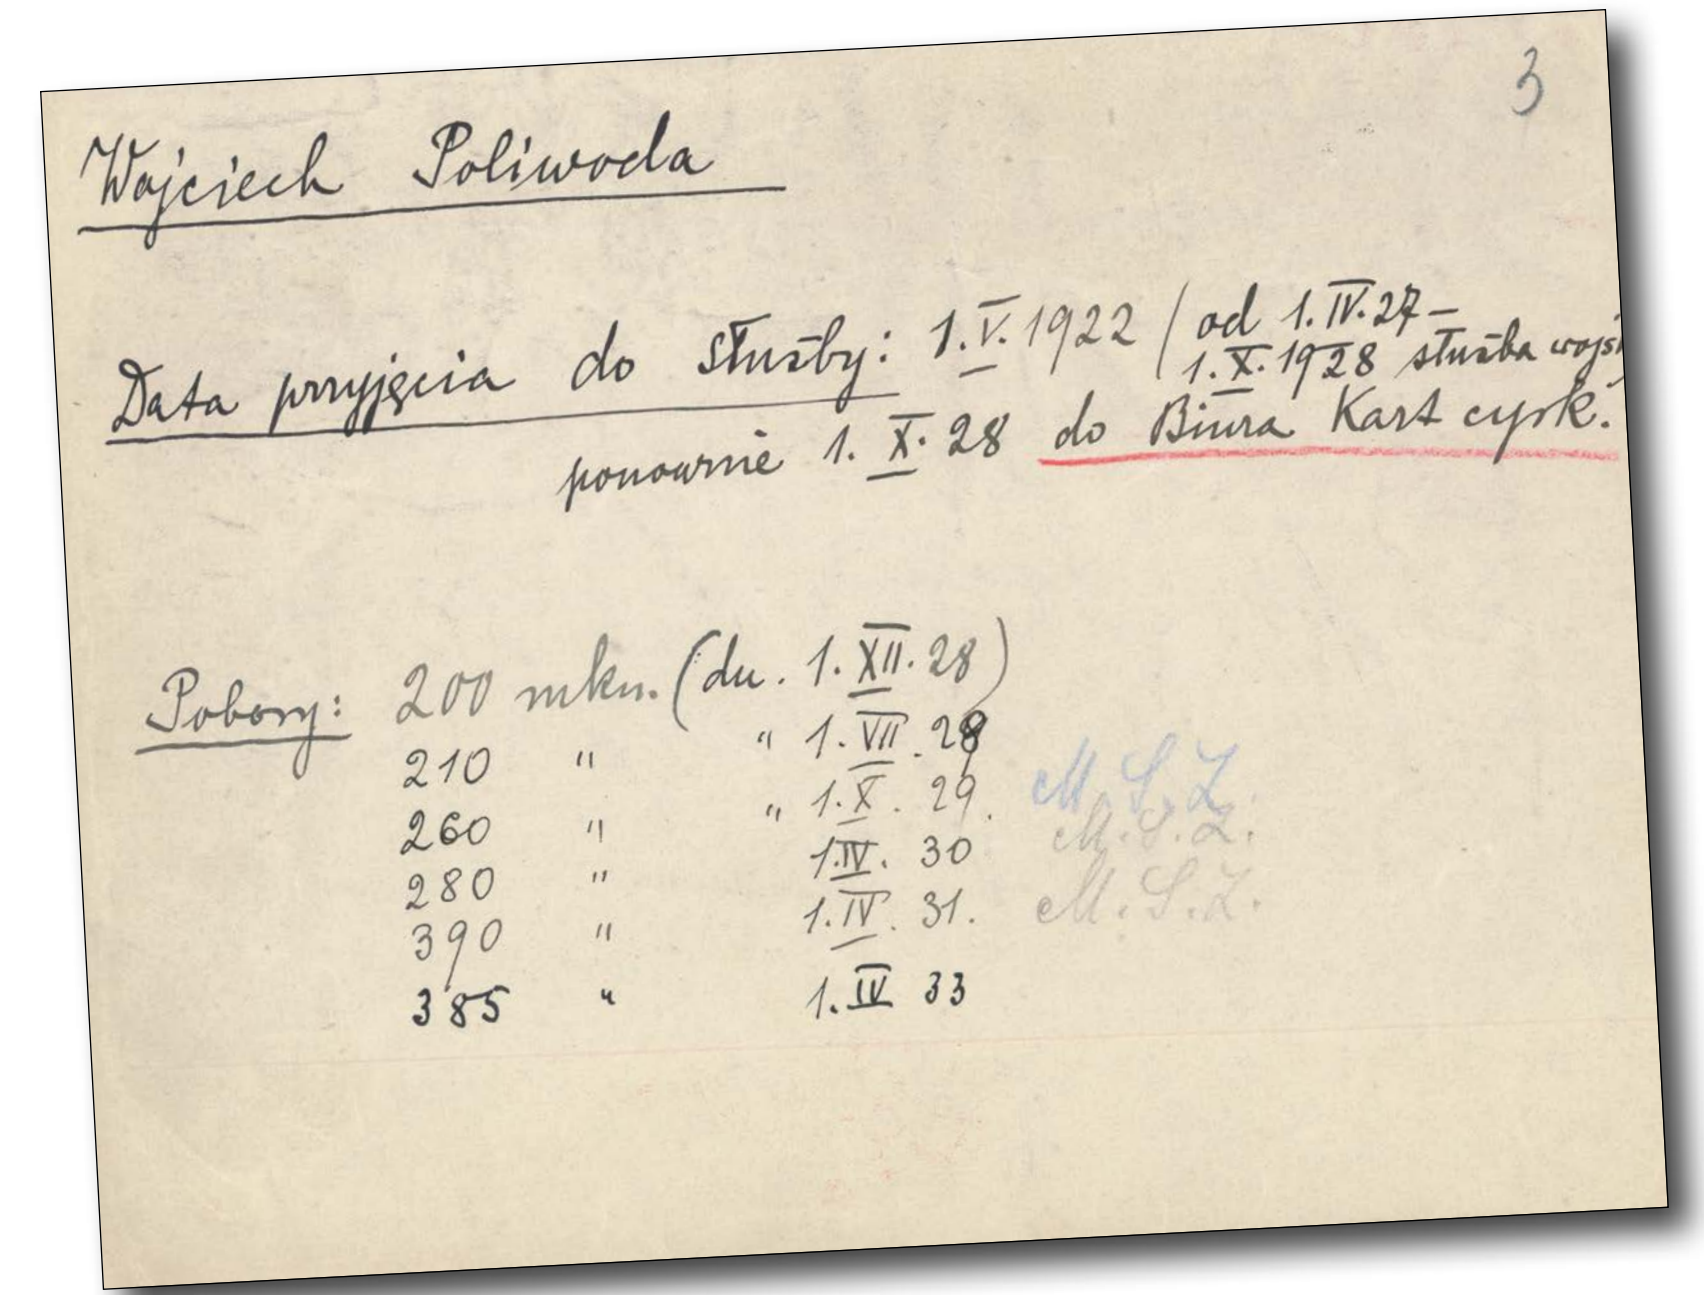 3
Wojciech Poliwoda
Data przyjęcia do służby: 1.V.1922 / od 1.IV.27 –
1.X.1928 służba wojsk
ponownie 1.X.28 do Biura Kart cyrk.
Pobory: 200 mkn. (dn. 1.XII.28)
210 " " 1.VII.29
260 " " 1.X.29. M.S.Z.
280 " 1.IV.30 M.S.Z.
390 " 1.IV.31. M.S.Z.
385 " 1.IV 33